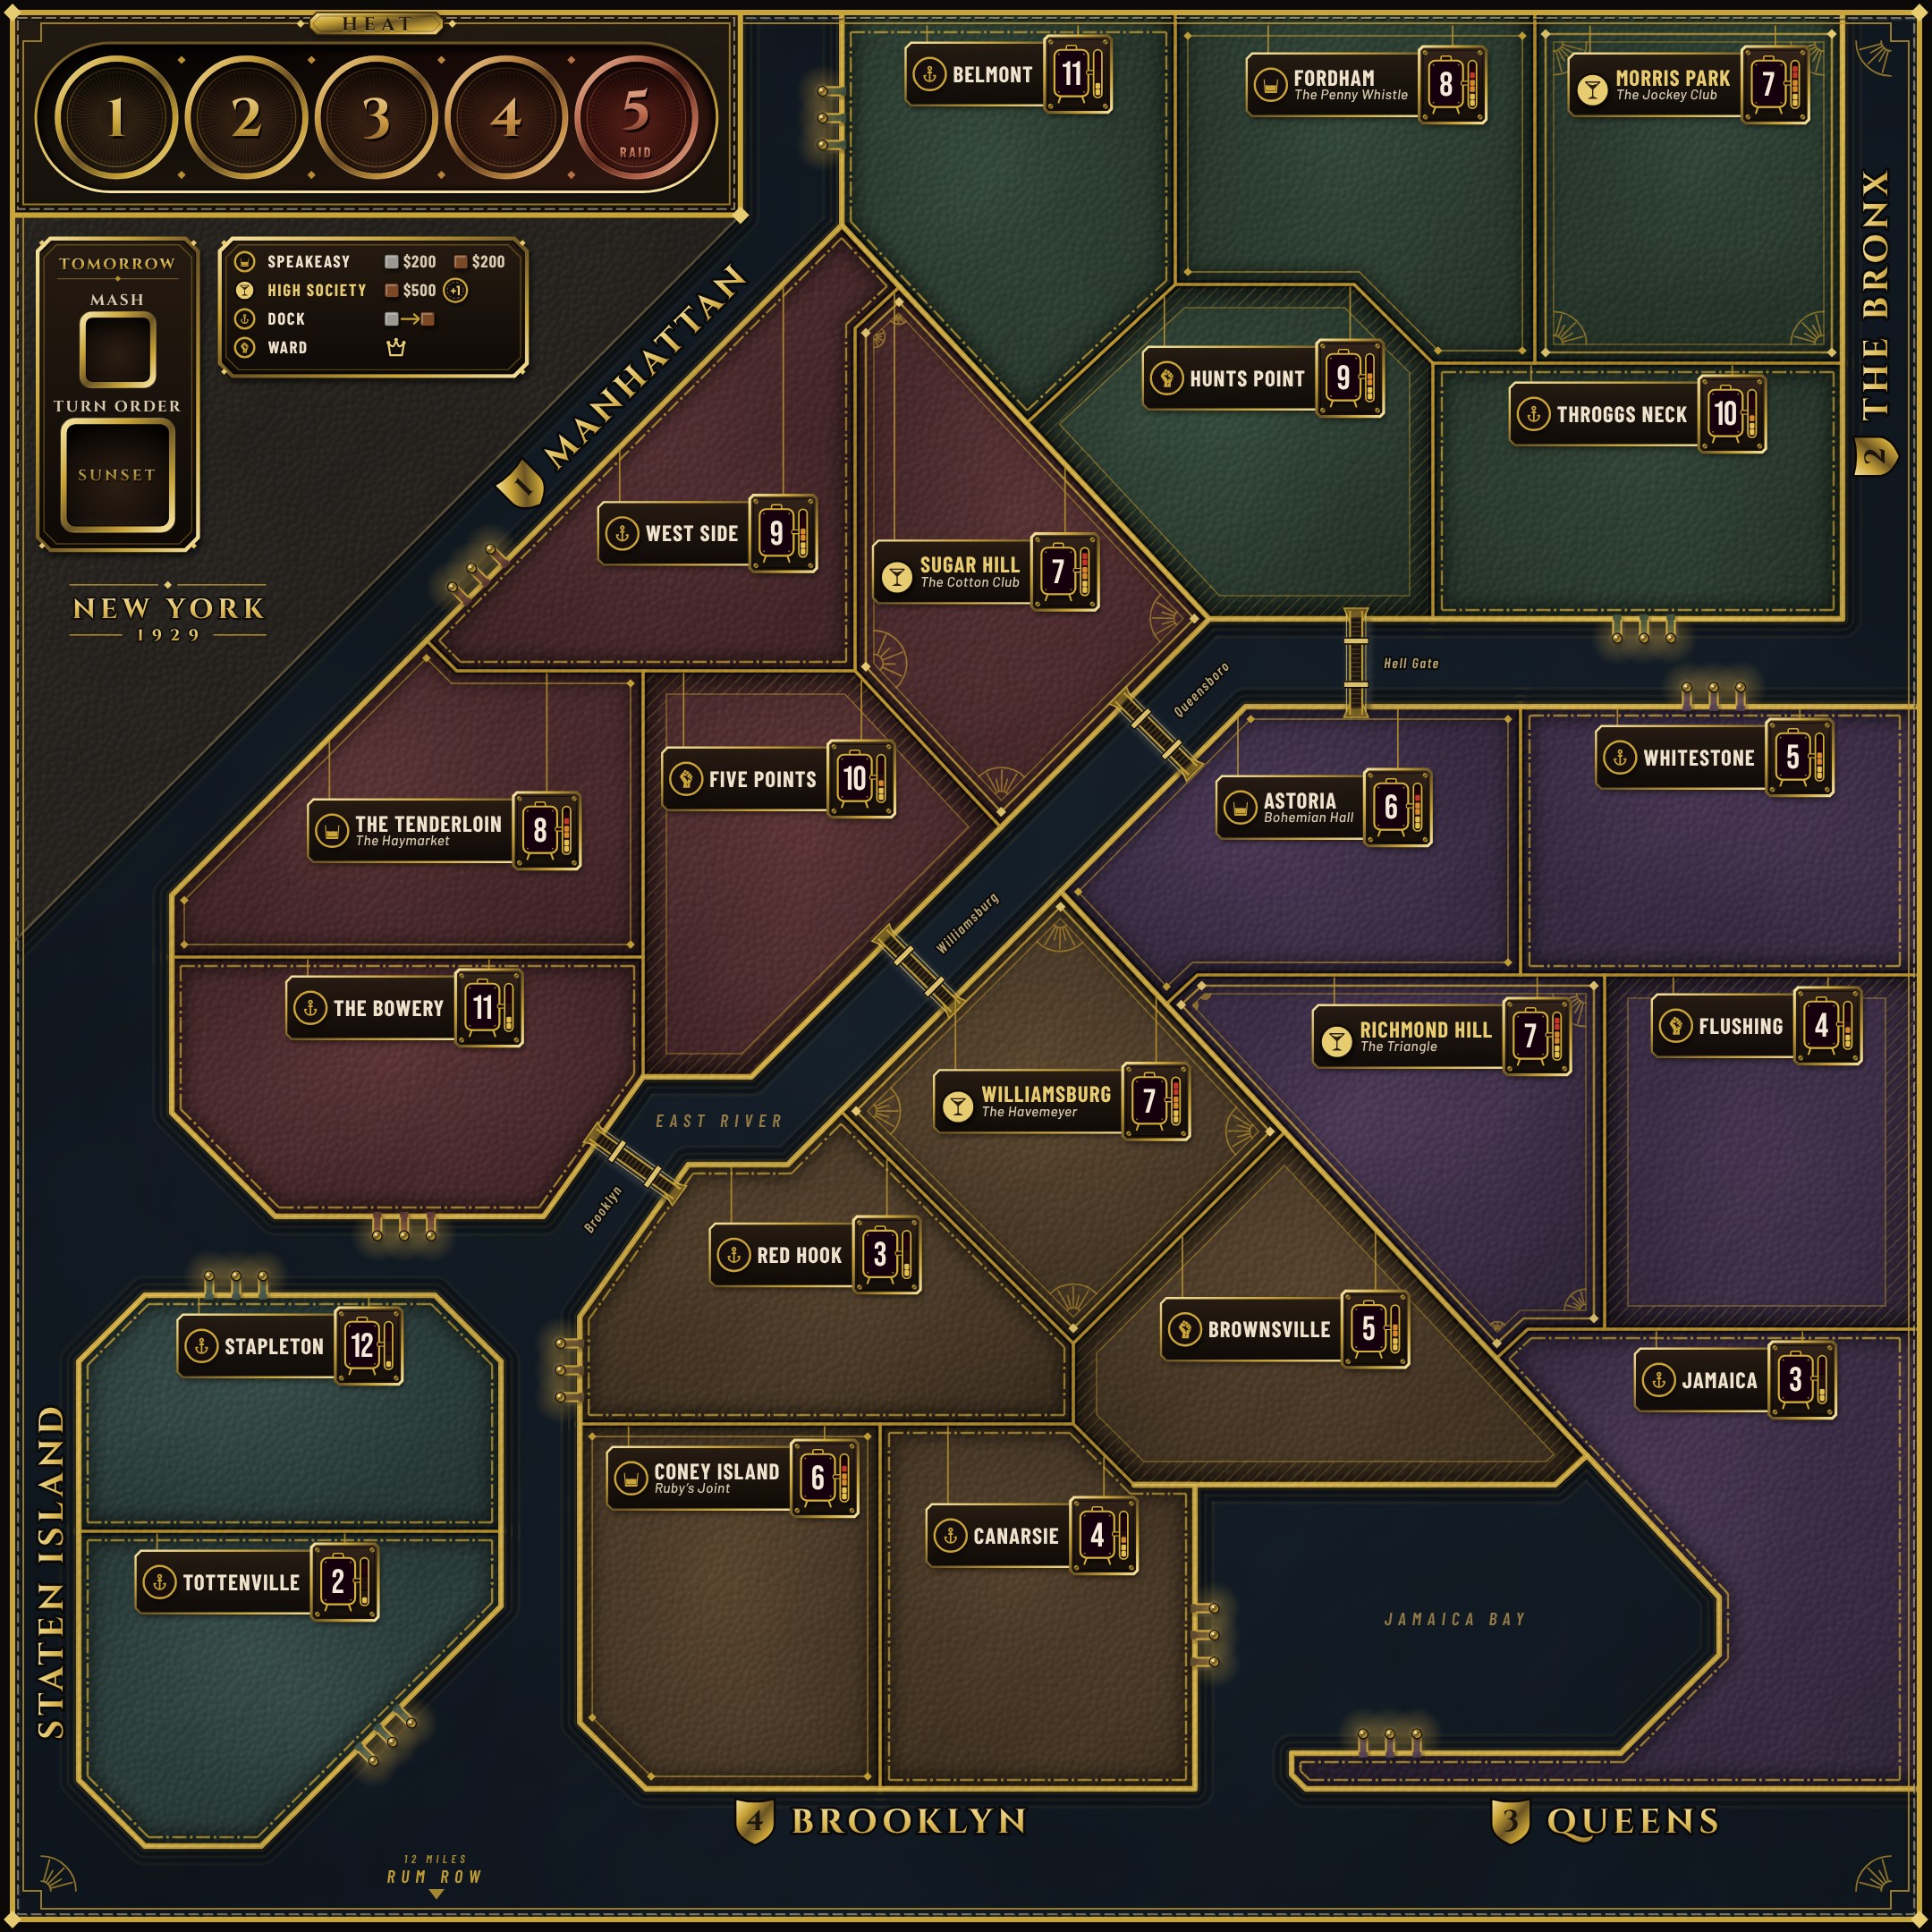 HEAT
1 2 3 4 5
RAID
TOMORROW
MASH
TURN ORDER
SUNSET
SPEAKEASY $200 $200
HIGH SOCIETY $500 +1
DOCK
WARD
NEW YORK
1929
1 MANHATTAN
WEST SIDE 9
SUGAR HILL 7
The Cotton Club
THE TENDERLOIN 8
The Haymarket
FIVE POINTS 10
THE BOWERY 11
2 THE BRONX
BELMONT 11
FORDHAM 8
The Penny Whistle
MORRIS PARK 7
The Jockey Club
HUNTS POINT 9
THROGGS NECK 10
Hell Gate
Queensboro
Williamsburg
EAST RIVER
Brooklyn
ASTORIA 6
Bohemian Hall
WHITESTONE 5
RICHMOND HILL 7
The Triangle
FLUSHING 4
JAMAICA 3
3 QUEENS
WILLIAMSBURG 7
The Havemeyer
RED HOOK 3
BROWNSVILLE 5
CONEY ISLAND 6
Ruby's Joint
CANARSIE 4
4 BROOKLYN
JAMAICA BAY
STATEN ISLAND
STAPLETON 12
TOTTENVILLE 2
12 MILES
RUM ROW